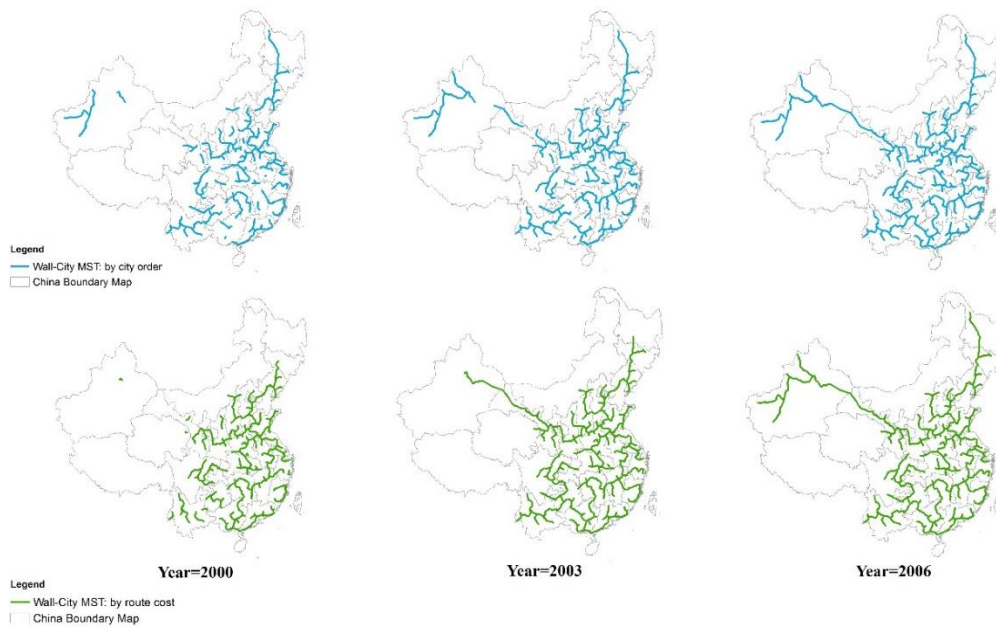 Legend
Wall-City MST: by city order
China Boundary Map
Year=2000
Year=2003
Year=2006
Legend
Wall-City MST: by route cost
China Boundary Map